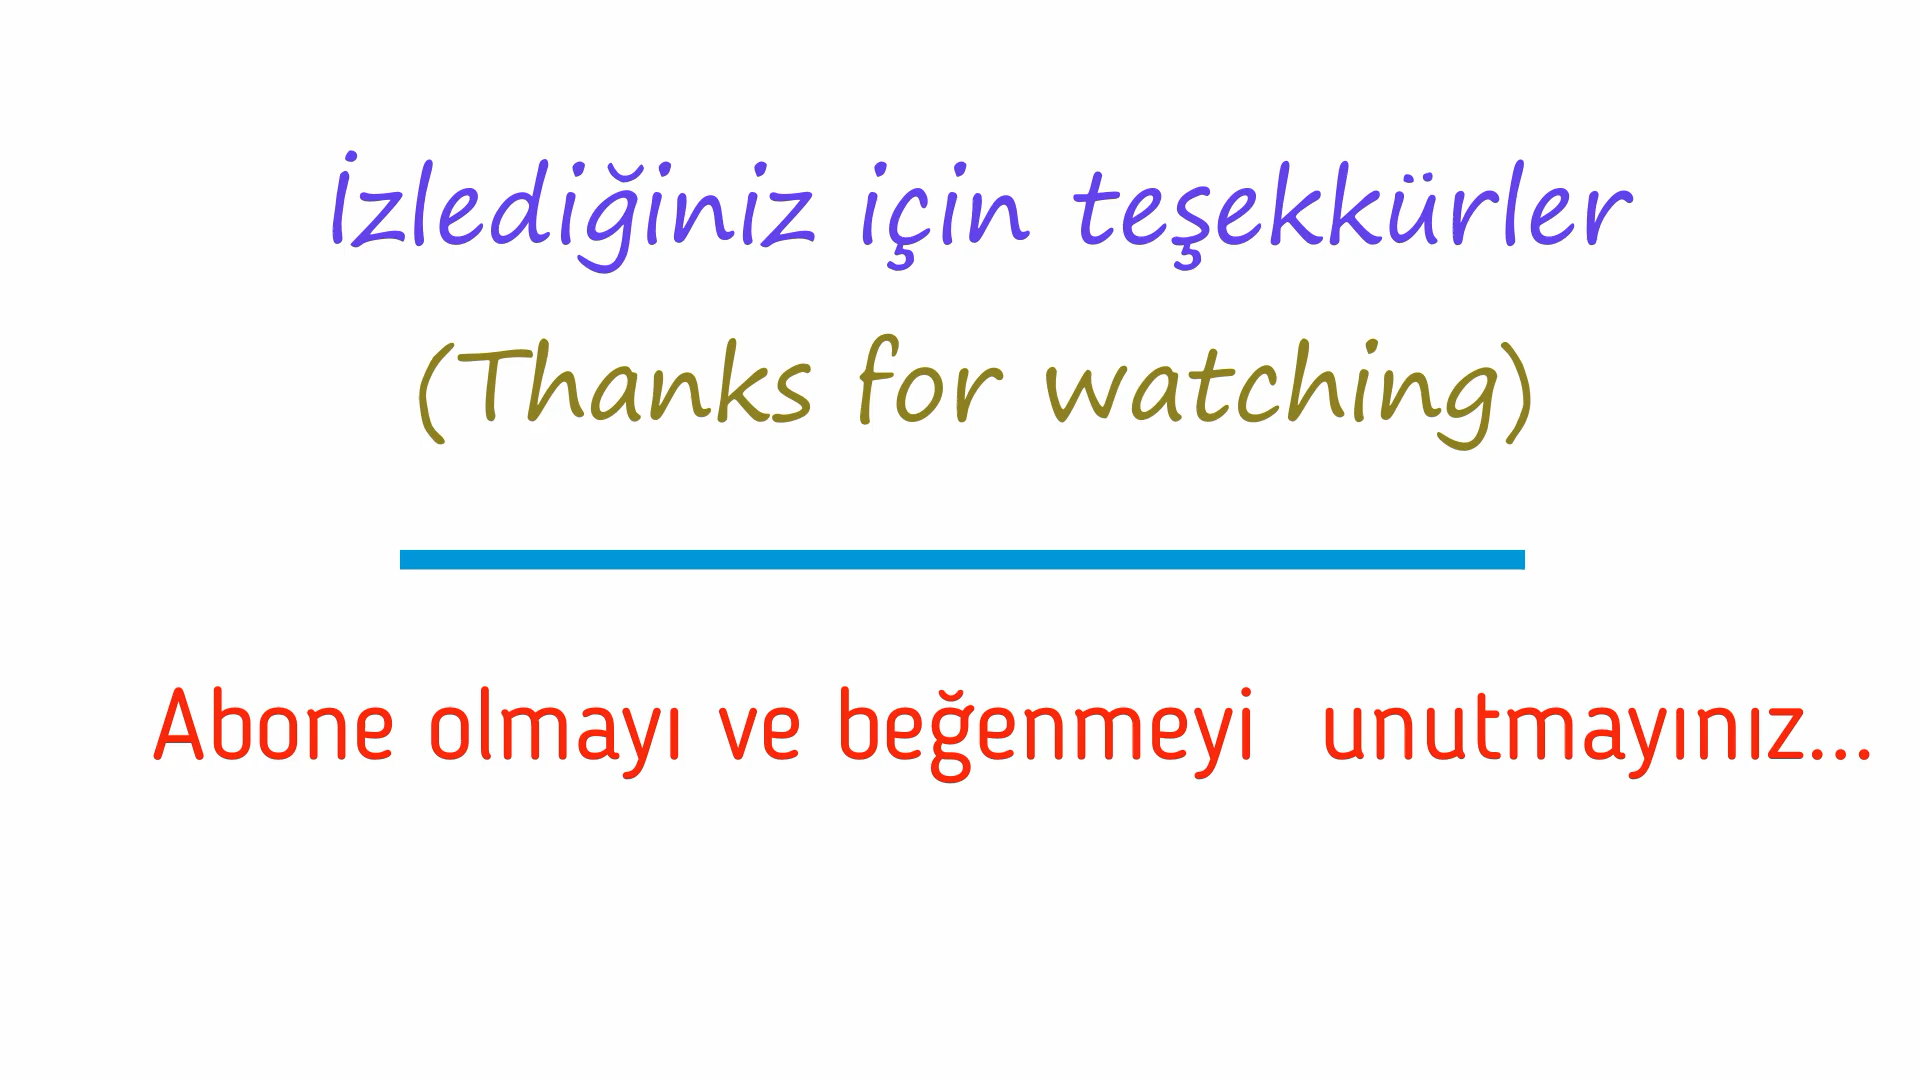 İzlediğiniz için teşekkürler
(Thanks for watching)
Abone olmayı ve beğenmeyi unutmayınız...